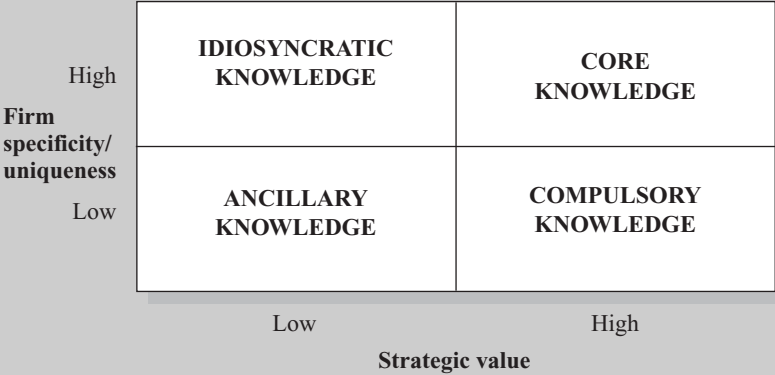 IDIOSYNCRATIC
KNOWLEDGE
CORE
KNOWLEDGE
High
Firm
specificity/
uniqueness
Low
ANCILLARY
KNOWLEDGE
COMPULSORY
KNOWLEDGE
Low
High
Strategic value